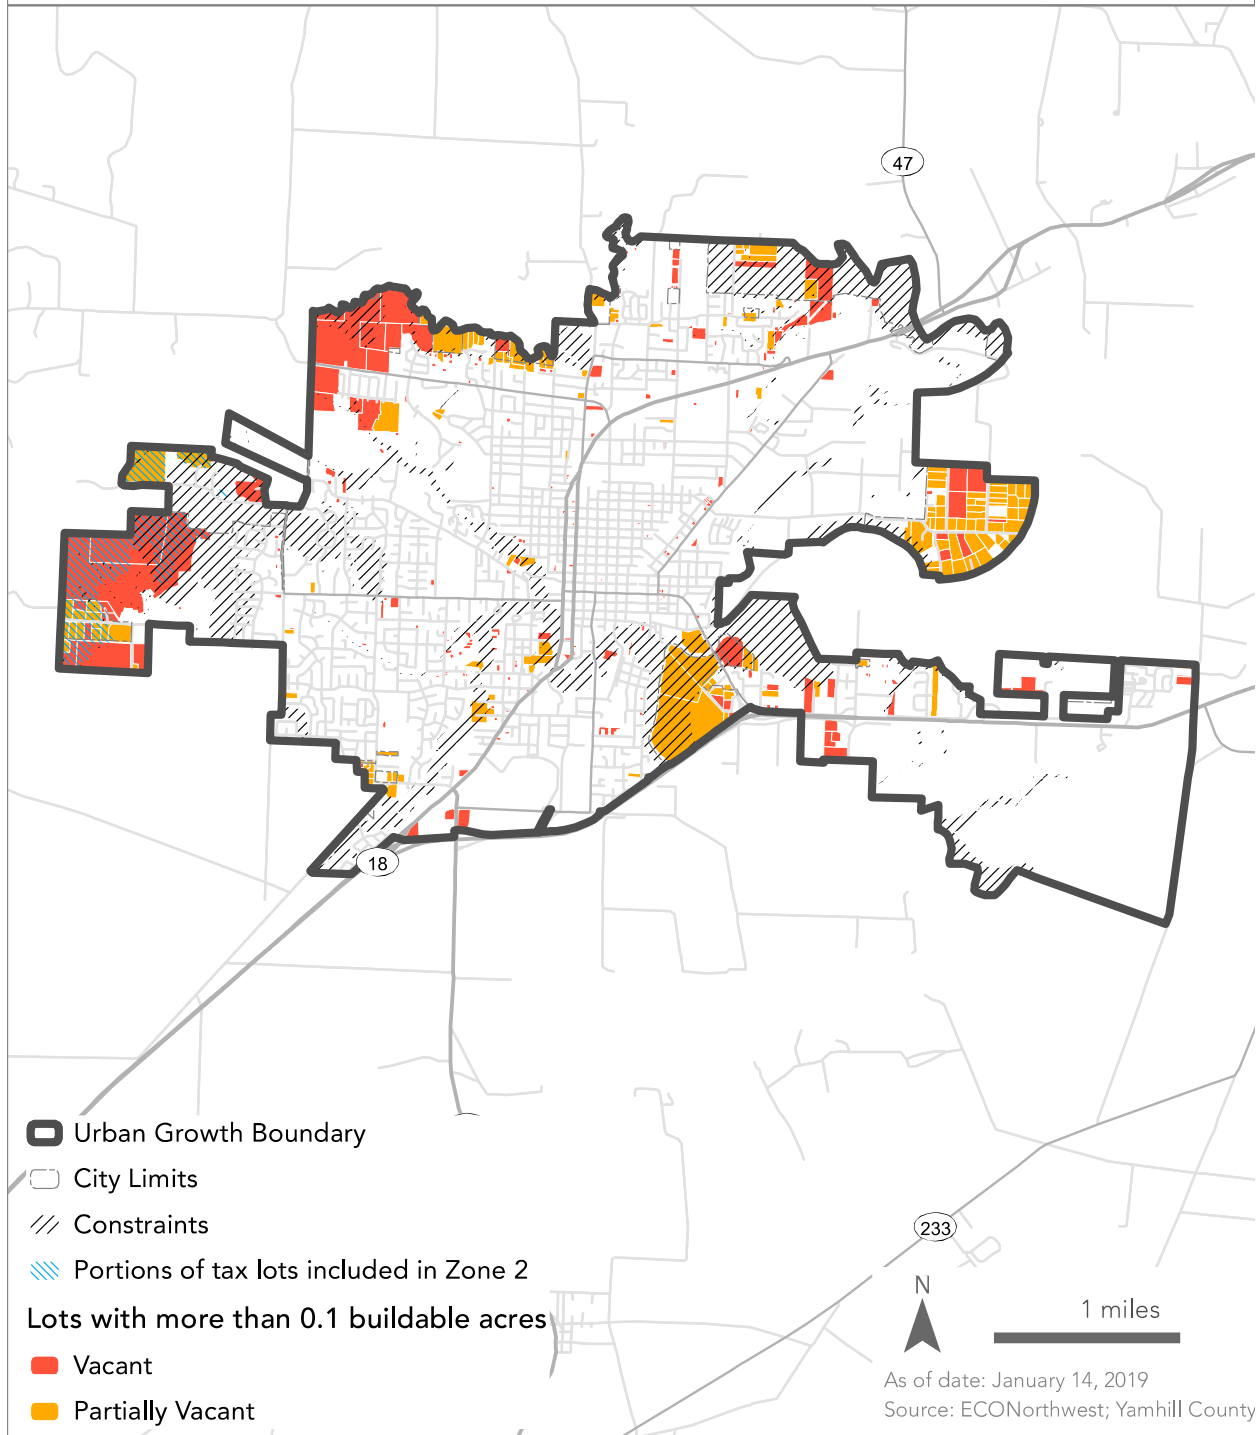 47
18
Urban Growth Boundary
City Limits
Constraints
Portions of tax lots included in Zone 2
Lots with more than 0.1 buildable acres
Vacant
Partially Vacant
233
N
1 miles
As of date: January 14, 2019
Source: ECONorthwest; Yamhill County